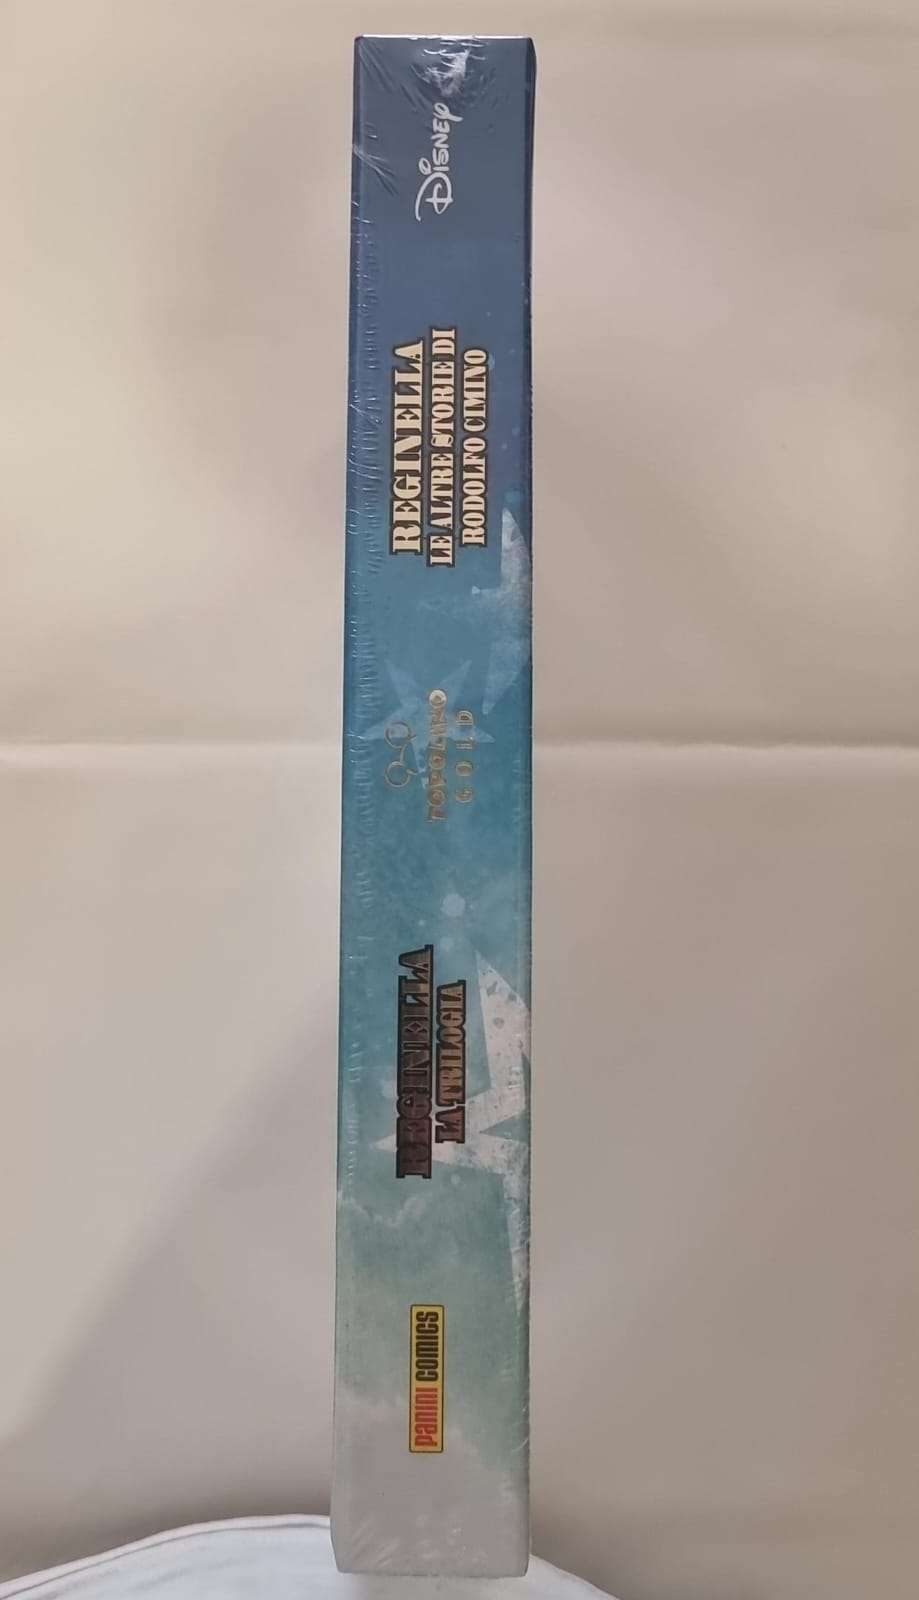 DISNEY
REGINELLA
LE ALTRE STORIE DI
RODOLFO CIMINO
TOPOLINO
GOLD
REGINELLA
LA TRILOGIA
PANINI COMICS